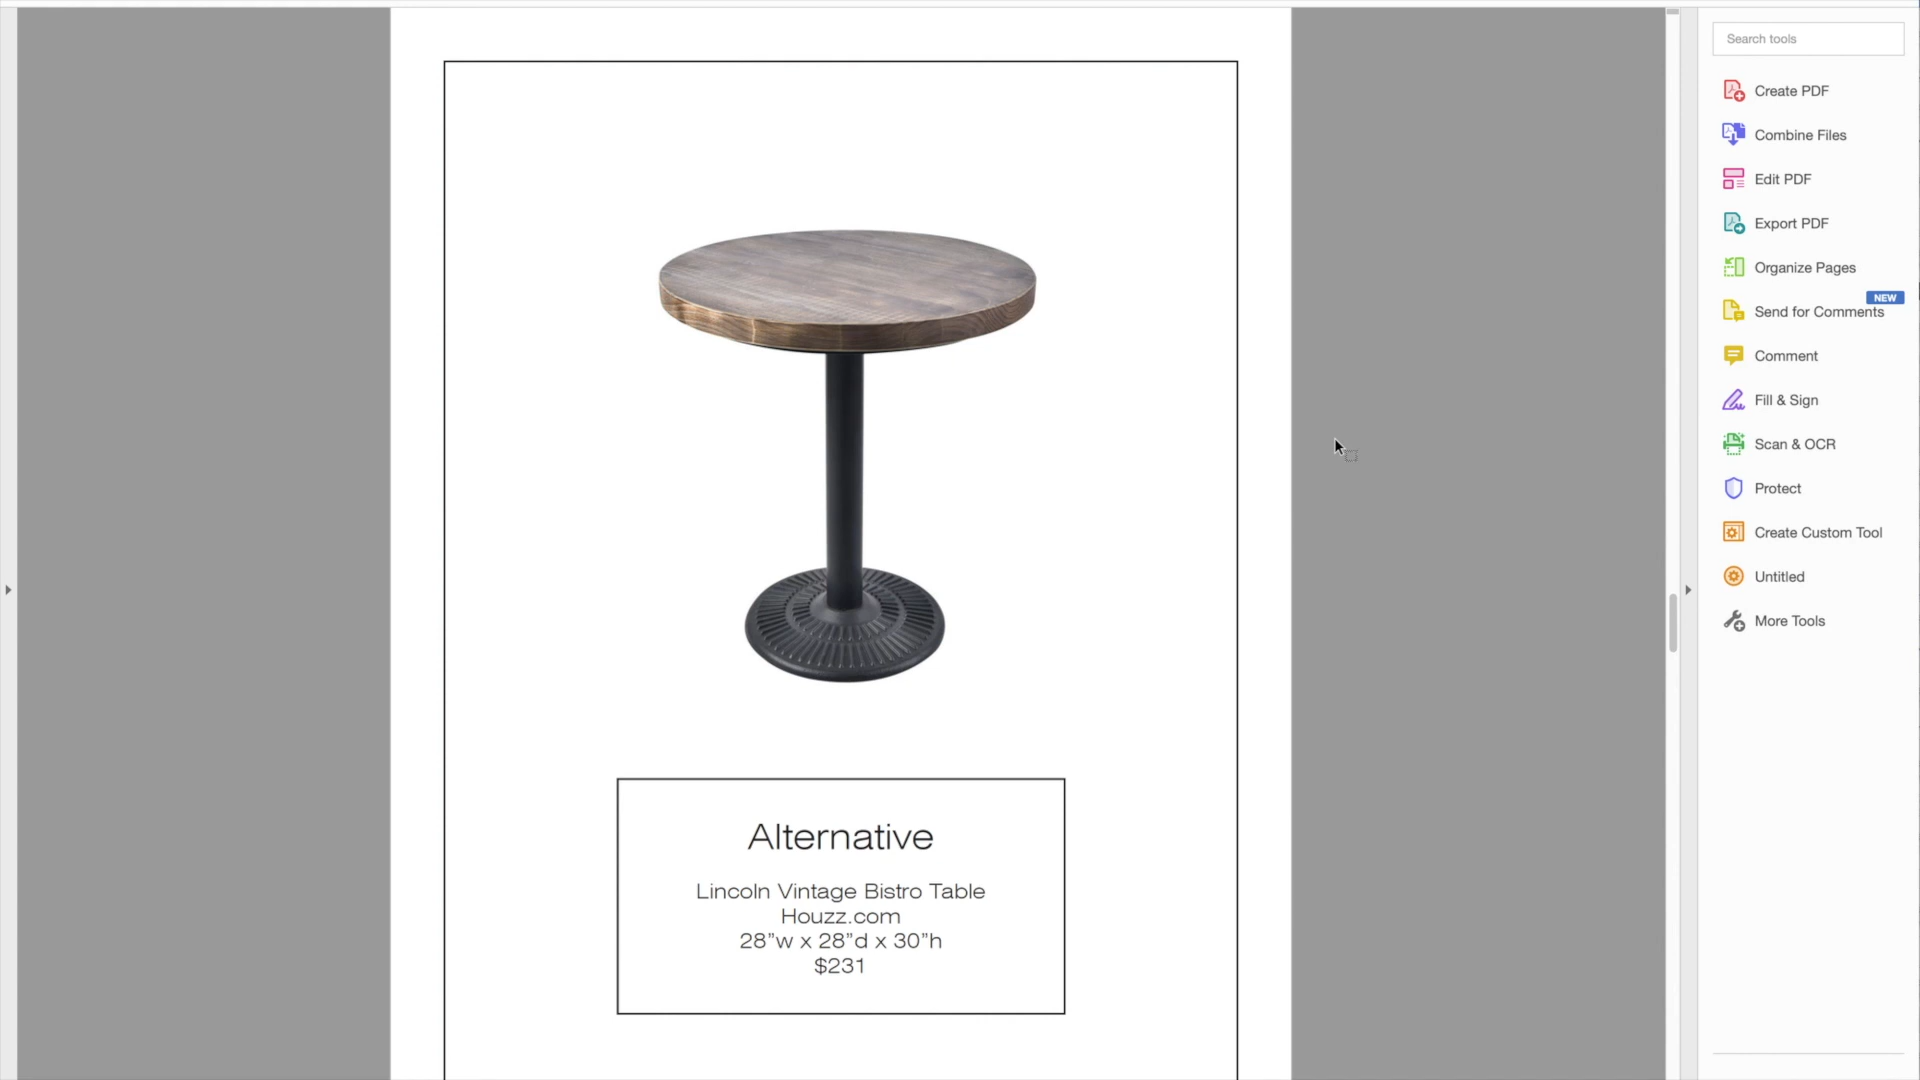 Search tools
Create PDF
Combine Files
Edit PDF
Export PDF
Organize Pages
NEW
Send for Comments
Comment
Fill & Sign
Scan & OCR
Protect
Create Custom Tool
Untitled
More Tools
Alternative
Lincoln Vintage Bistro Table
Houzz.com
28”w x 28”d x 30”h
$231